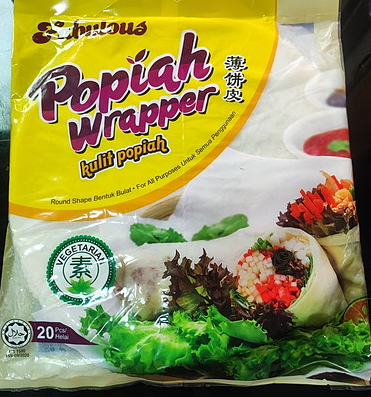 Fabulous
Popiah
Wrapper
薄饼皮
kulit popiah
Round Shape Bentuk Bulat • For All Purposes Untuk Semua Penggunaan
VEGETARIAN
素
20 Pcs/
Helai